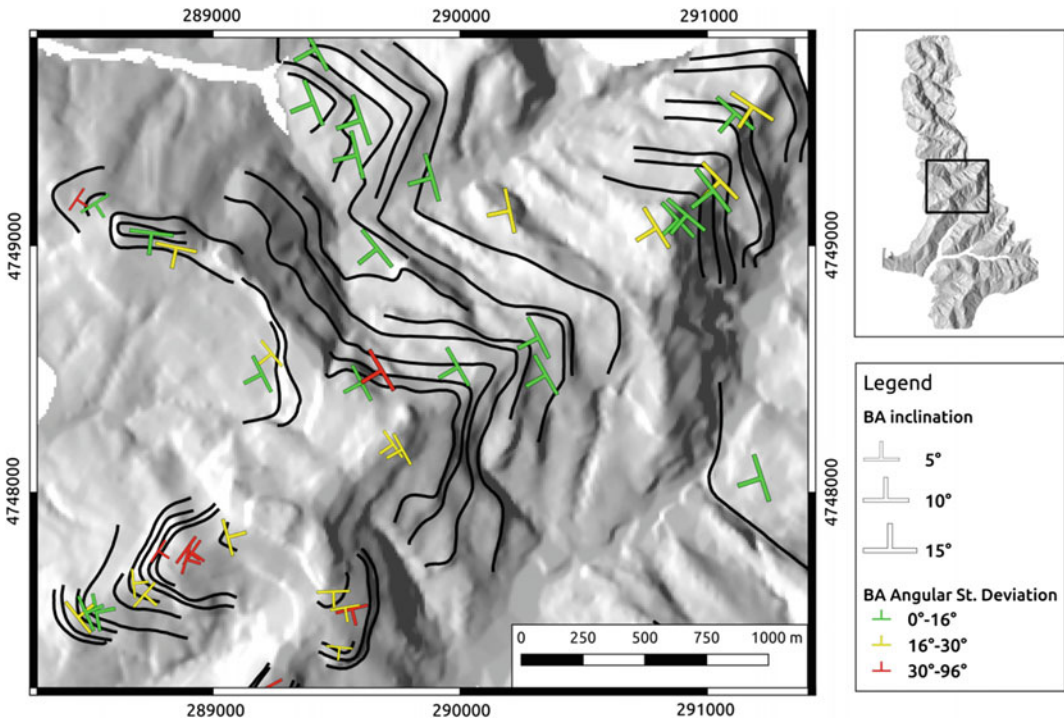 289000 290000 291000
4749000
4748000
4749000
4748000
0 250 500 750 1000 m
289000 290000 291000
Legend
BA inclination
5°
10°
15°
BA Angular St. Deviation
0°-16°
16°-30°
30°-96°